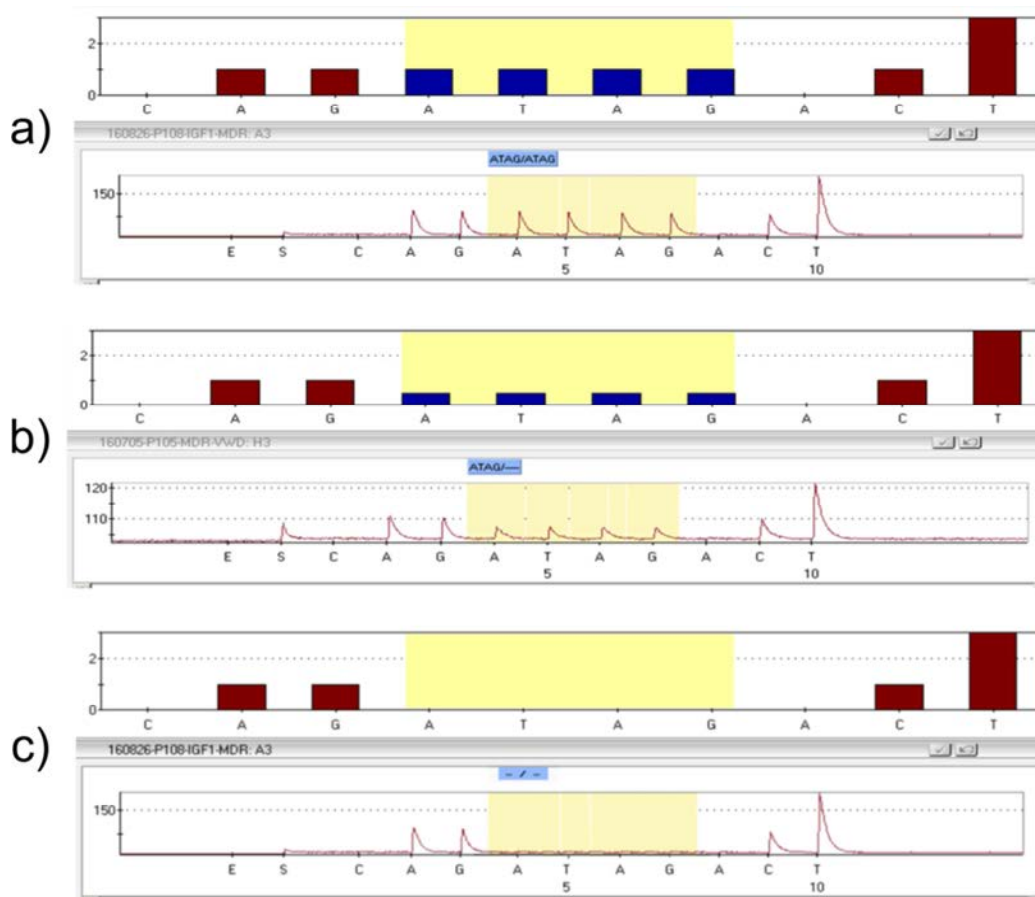 2
0
C A G A T A G A C T
a)
160826-P108-IGF1-MDR: A3
ATAG/ATAG
150
E S C A G A T A G A C T
5 10
2
0
C A G A T A G A C T
b)
160705-P105-MDR-VWD: H3
ATAG/—
120
110
E S C A G A T A G A C T
5 10
2
0
C A G A T A G A C T
c)
160826-P108-IGF1-MDR: A3
- / -
150
E S C A G A T A G A C T
5 10